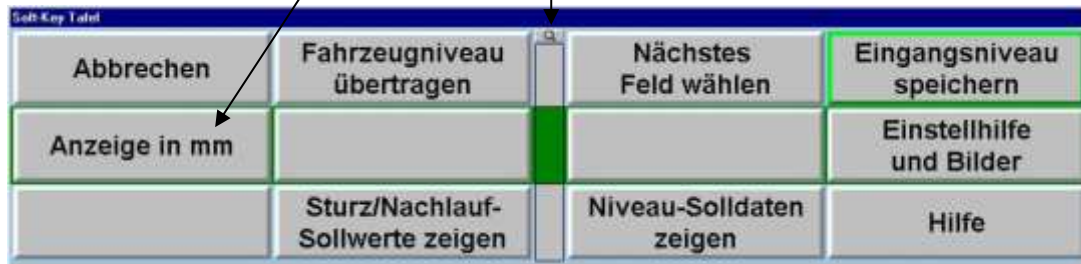 Soft-Key Tafel
Abbrechen
Fahrzeugniveau
übertragen
Nächstes
Feld wählen
Eingangsniveau
speichern
Anzeige in mm
Einstellhilfe
und Bilder
Sturz/Nachlauf-
Sollwerte zeigen
Niveau-Solldaten
zeigen
Hilfe